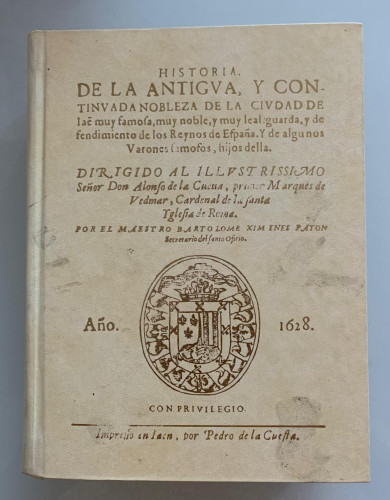 HISTORIA,
DE LA ANTIGVA, Y CON-
TINVADA NOBLEZA DE LA CIVDAD DE
Iaẽ muy famosa, muy noble, y muy leal guarda, y de
fendimiento de los Reynos de España. Y de algunos
Varones famosos, hijos della.
DIRIGIDO AL ILLVSTRISSIMO
Señor Don Alonso de la Cueua, primer Marques de
Vedmar, Cardenal de la santa
Yglesia de Roma.
POR EL MAESTRO BARTOLOME XIMENES PATON
Secretario del santo Oficio.
Año. 1628.
CON PRIVILEGIO.
Impresso en Iaen, por Pedro de la Cuesta.